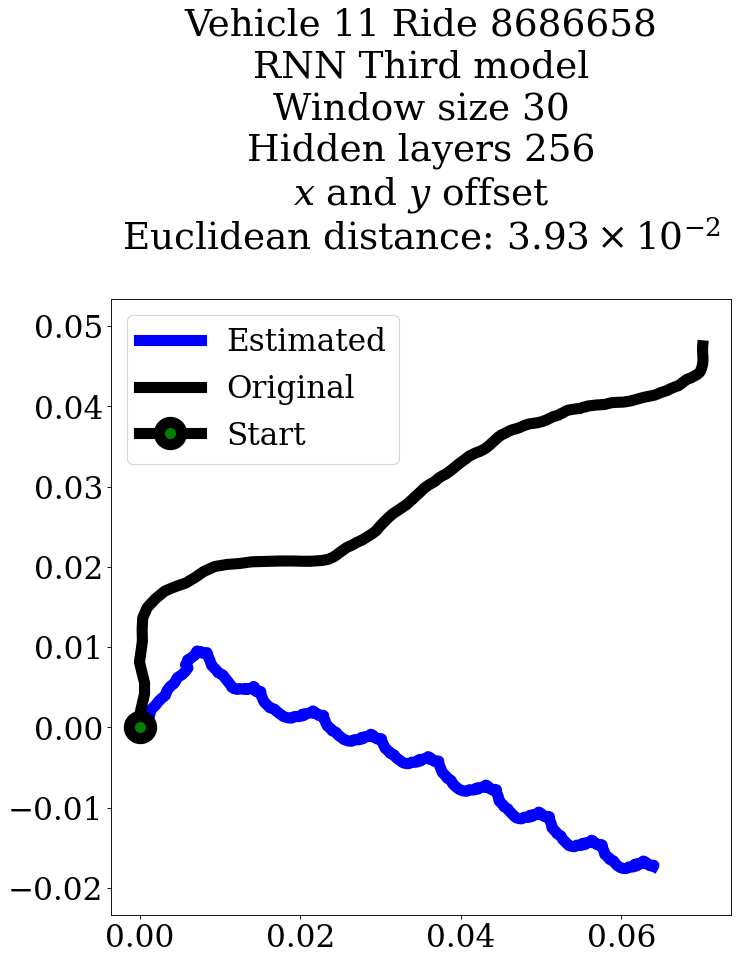 Vehicle 11 Ride 8686658
RNN Third model
Window size 30
Hidden layers 256
x and y offset
Euclidean distance: 3.93 × 10⁻²
Estimated
Original
Start
0.05
0.04
0.03
0.02
0.01
0.00
−0.01
−0.02
0.00 0.02 0.04 0.06